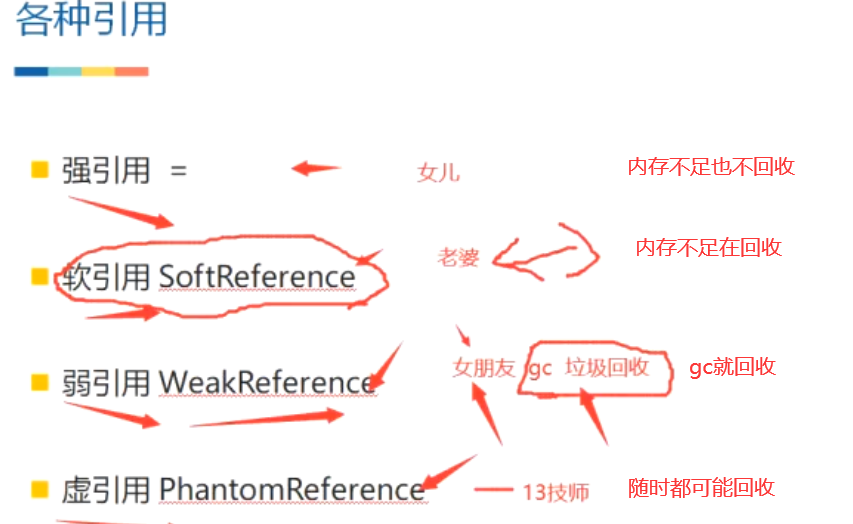 各种引用
强引用 = 女儿 内存不足也不回收
软引用 SoftReference 老婆 内存不足在回收
弱引用 WeakReference 女朋友 gc 垃圾回收 gc就回收
虚引用 PhantomReference 13技师 随时都可能回收